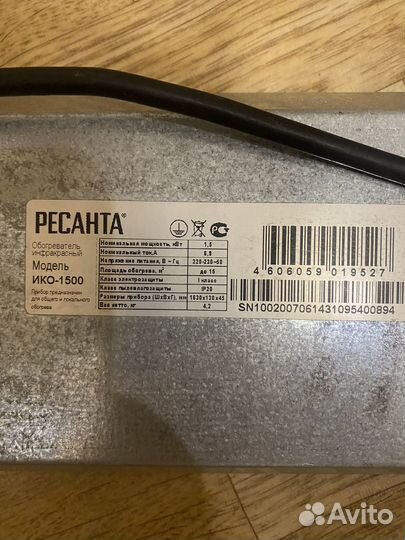 РЕСАНТА®
Обогреватель
инфракрасный
Модель
ИКО-1500
Прибор предназначен
для общего и локального
обогрева
Номинальная мощность, кВт 1,5
Номинальный ток, А 6,8
Напряжение питания, В - Гц 220-230~50
Площадь обогрева, м² до 15
Класс электозащиты I класс
Класс пылевлагозащиты IP20
Размеры прибора (ШхВхГ), мм 1630х130х45
Вес нетто, кг 4,2
4 606059 019527
SN1002007061431095400894
Avito